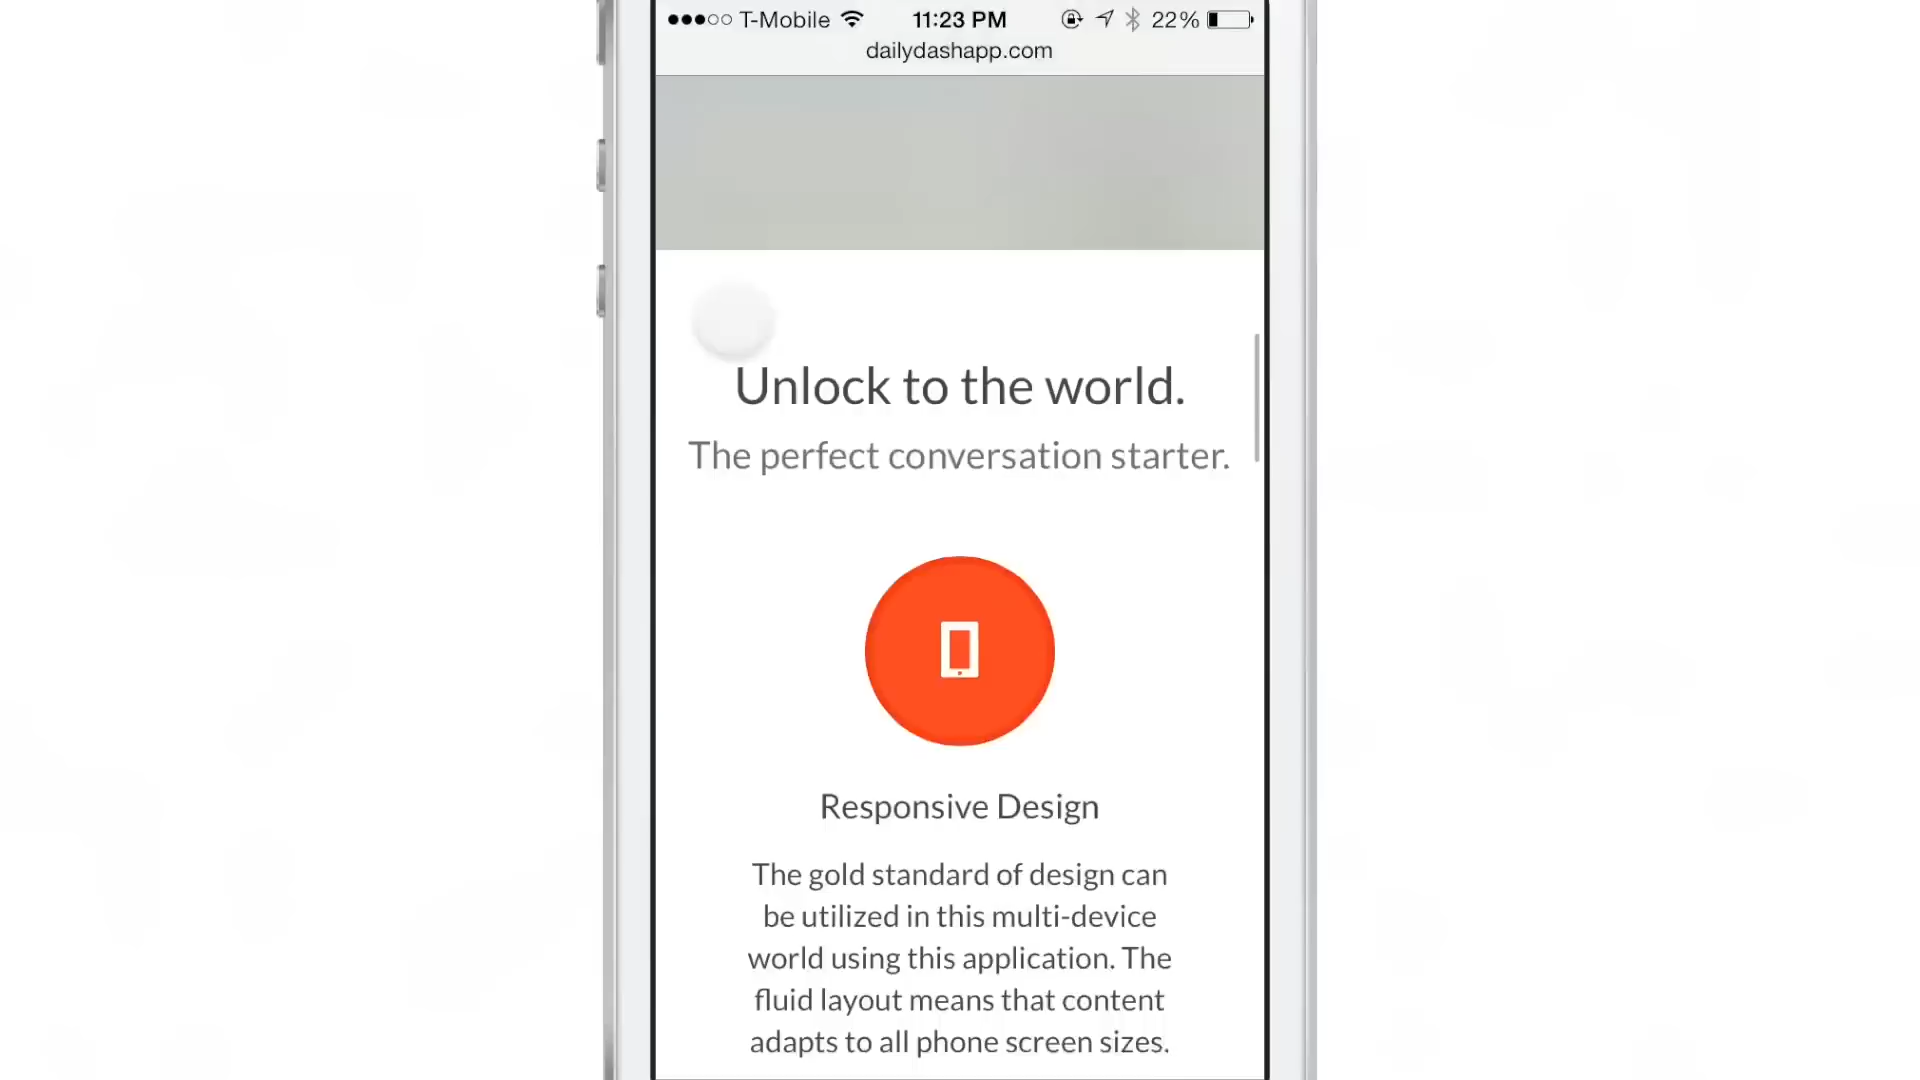 T-Mobile 11:23 PM 22%
dailydashapp.com
Unlock to the world.
The perfect conversation starter.
Responsive Design
The gold standard of design can
be utilized in this multi-device
world using this application. The
fluid layout means that content
adapts to all phone screen sizes.